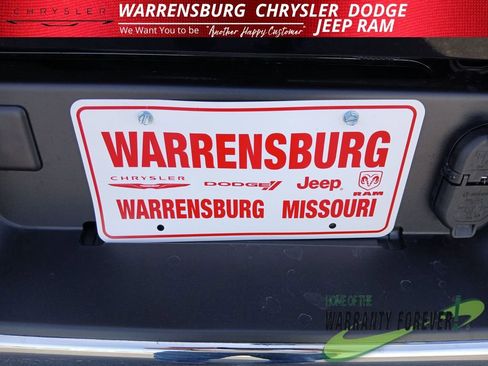 WARRENSBURG CHRYSLER DODGE
CHRYSLER
JEEP RAM
We Want You to be "Another Happy Customer"
WARRENSBURG
CHRYSLER DODGE Jeep RAM
WARRENSBURG MISSOURI
HOME OF THE
WARRANTY FOREVER